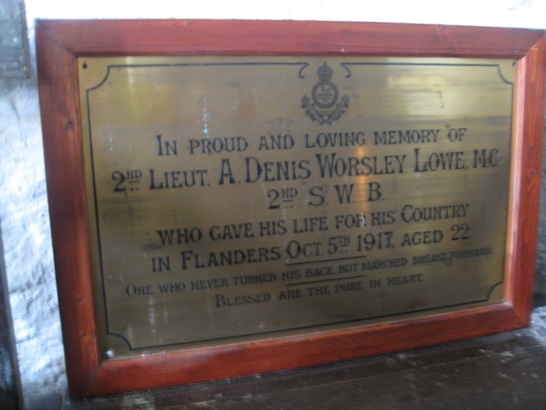 IN PROUD AND LOVING MEMORY OF
2ND LIEUT. A. DENIS WORSLEY LOWE, M.C.
2ND S. W. B.
WHO GAVE HIS LIFE FOR HIS COUNTRY
IN FLANDERS OCT. 5TH 1917, AGED 22
ONE WHO NEVER TURNED HIS BACK, BUT MARCHED BREAST FORWARD.
BLESSED ARE THE PURE IN HEART.